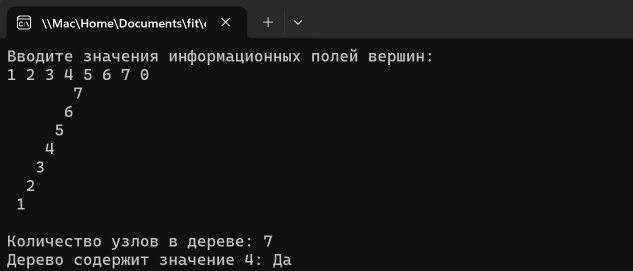 \\Mac\Home\Documents\fit\
Вводите значения информационных полей вершин:
1 2 3 4 5 6 7 0
7
6
5
4
3
2
1
Количество узлов в дереве: 7
Дерево содержит значение 4: Да